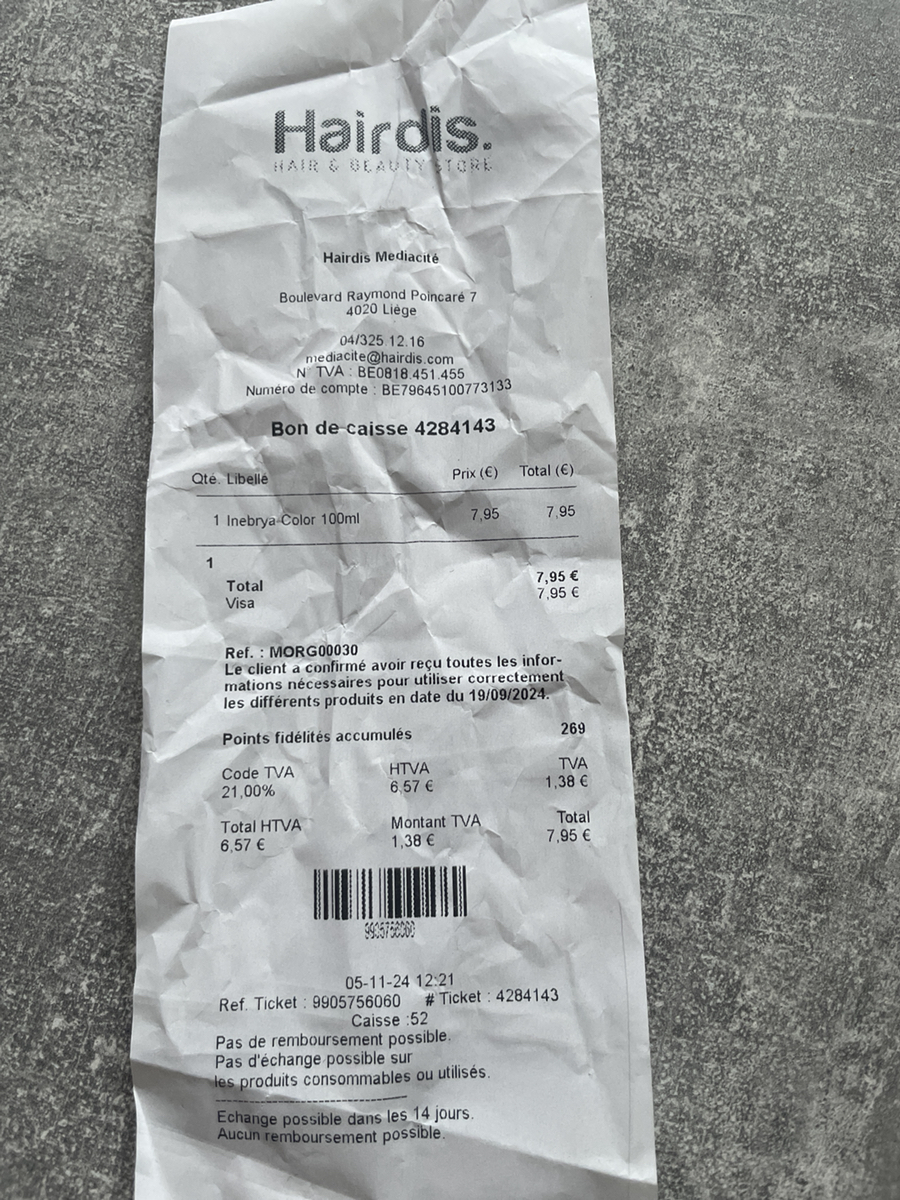 Hairdis.
HAIR & BEAUTY STORE
Hairdis Mediacité
Boulevard Raymond Poincaré 7
4020 Liège
04/325 12.16
mediacite@hairdis.com
N° TVA : BE0818.451.455
Numéro de compte : BE79645100773133
Bon de caisse 4284143
Qté. Libellé Prix (€) Total (€)
1 Inebrya Color 100ml 7,95 7,95
1
Total 7,95 €
Visa 7,95 €
Ref. : MORG00030
Le client a confirmé avoir reçu toutes les infor-
mations nécessaires pour utiliser correctement
les différents produits en date du 19/09/2024.
Points fidélités accumulés 269
Code TVA HTVA TVA
21,00% 6,57 € 1,38 €
Total HTVA Montant TVA Total
6,57 € 1,38 € 7,95 €
9905756060
05-11-24 12:21
Ref. Ticket : 9905756060 # Ticket : 4284143
Caisse :52
Pas de remboursement possible.
Pas d'échange possible sur
les produits consommables ou utilisés.
Echange possible dans les 14 jours.
Aucun remboursement possible.